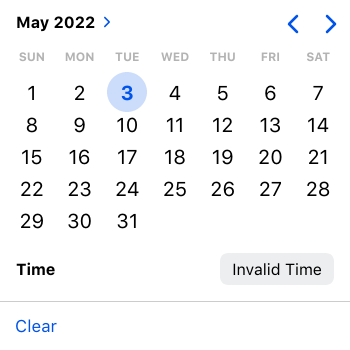 May 2022
SUN MON TUE WED THU FRI SAT
1 2 3 4 5 6 7
8 9 10 11 12 13 14
15 16 17 18 19 20 21
22 23 24 25 26 27 28
29 30 31
Time Invalid Time
Clear